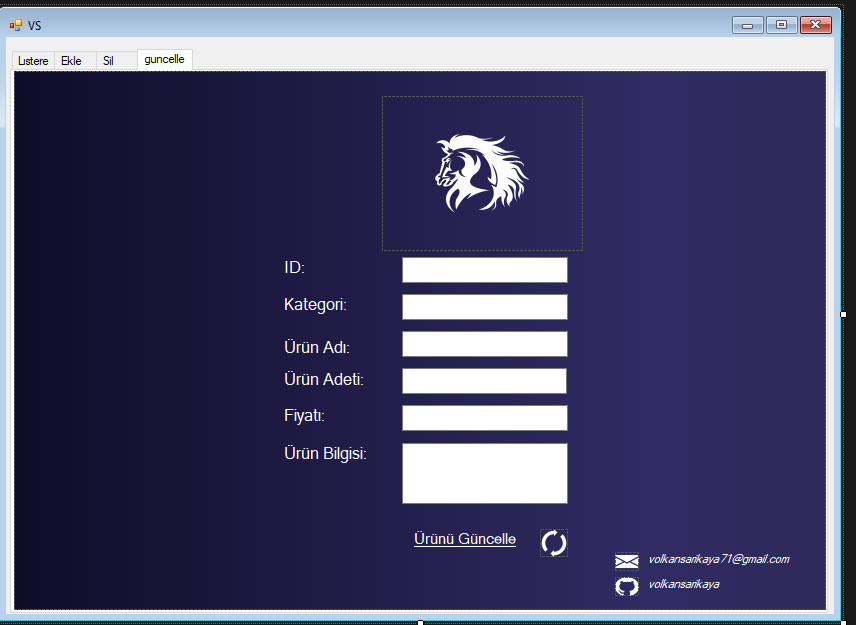 VS
Listere Ekle Sil guncelle
ID:
Kategori:
Ürün Adı:
Ürün Adeti:
Fiyatı:
Ürün Bilgisi:
Ürünü Güncelle
volkansarikaya71@gmail.com
volkansarikaya